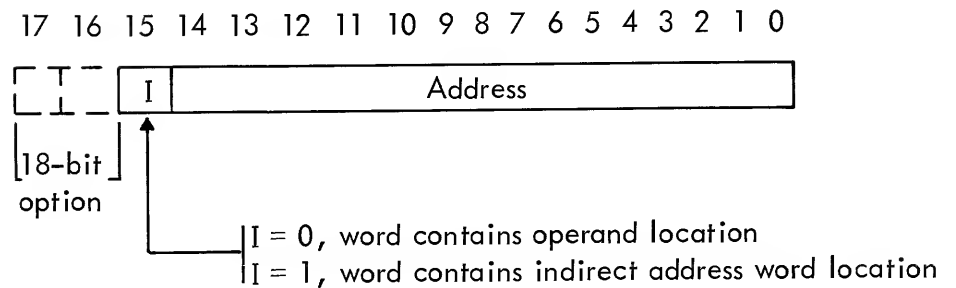 17 16 15 14 13 12 11 10 9 8 7 6 5 4 3 2 1 0
I Address
18-bit
option
I = 0, word contains operand location
I = 1, word contains indirect address word location